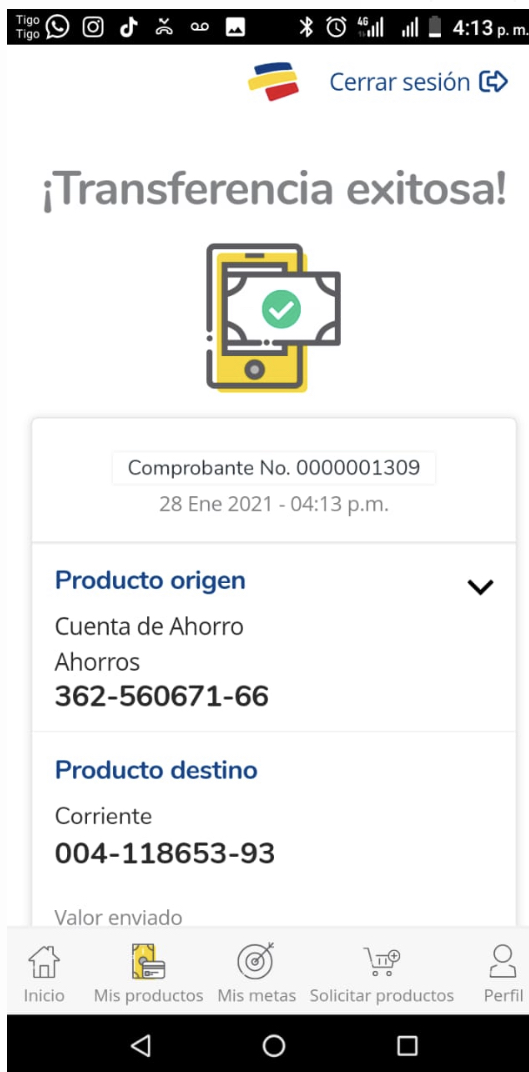 Tigo
Tigo
4G
4:13 p. m.
Cerrar sesión
¡Transferencia exitosa!
Comprobante No. 0000001309
28 Ene 2021 - 04:13 p.m.
Producto origen
Cuenta de Ahorro
Ahorros
362-560671-66
Producto destino
Corriente
004-118653-93
Valor enviado
Inicio Mis productos Mis metas Solicitar productos Perfil